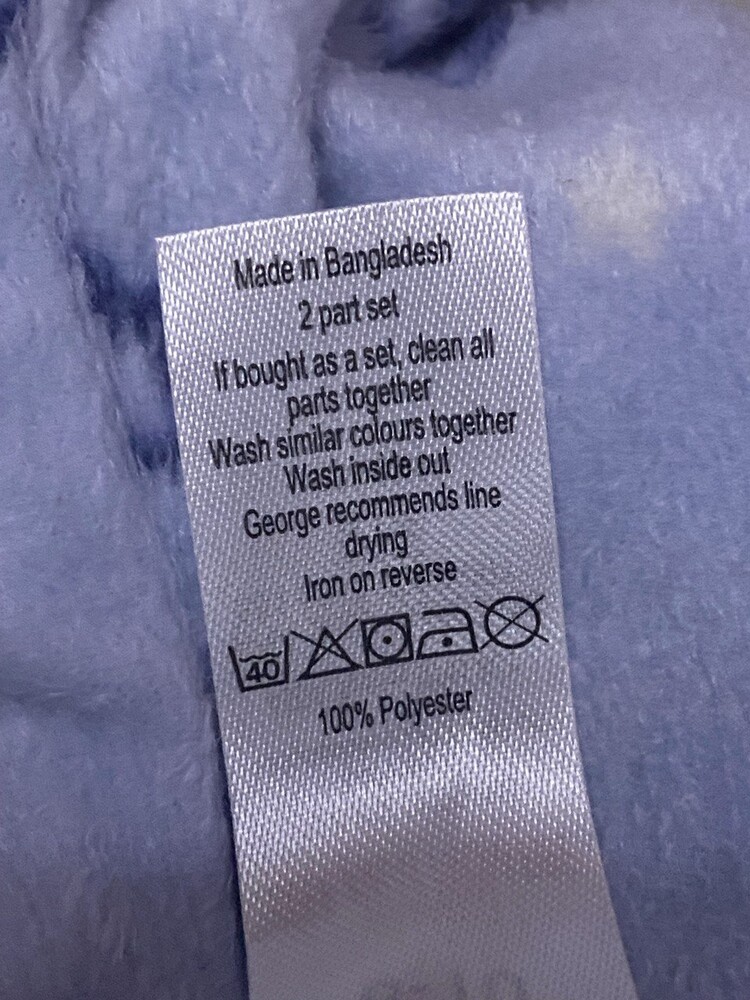 Made in Bangladesh
2 part set
If bought as a set, clean all
parts together
Wash similar colours together
Wash inside out
George recommends line
drying
Iron on reverse
40
100% Polyester